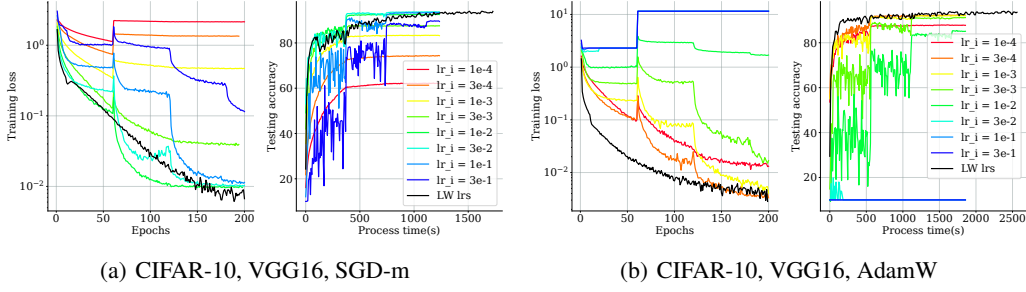 Training loss
10⁰
10⁻¹
10⁻²
0
50
100
150
200
Epochs
Testing accuracy
80
60
40
20
0
500
1000
1500
Process time(s)
lr_i = 1e-4
lr_i = 3e-4
lr_i = 1e-3
lr_i = 3e-3
lr_i = 1e-2
lr_i = 3e-2
lr_i = 1e-1
lr_i = 3e-1
LW lrs
(a) CIFAR-10, VGG16, SGD-m
Training loss
10¹
10⁰
10⁻¹
10⁻²
0
50
100
150
200
Epochs
Testing accuracy
80
60
40
20
0
500
1000
1500
2000
2500
Process time(s)
lr_i = 1e-4
lr_i = 3e-4
lr_i = 1e-3
lr_i = 3e-3
lr_i = 1e-2
lr_i = 3e-2
lr_i = 1e-1
lr_i = 3e-1
LW lrs
(b) CIFAR-10, VGG16, AdamW